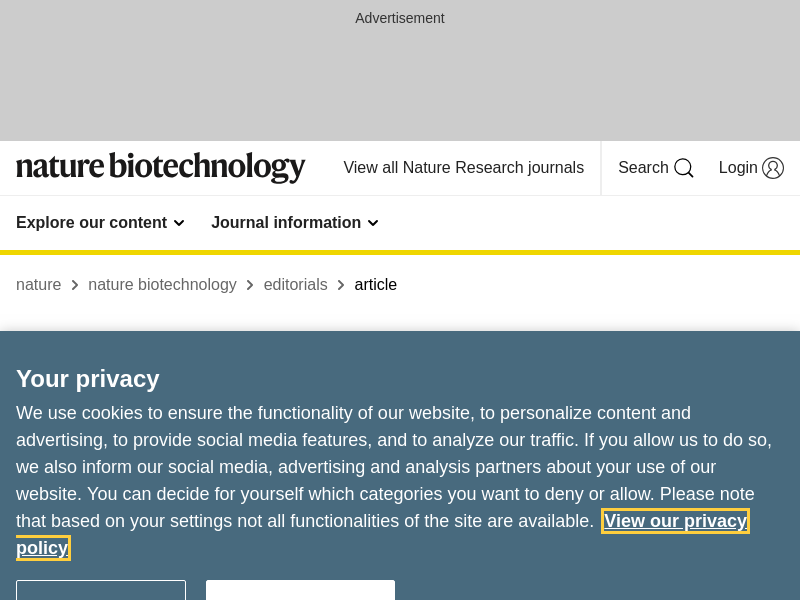 Advertisement
nature biotechnology
View all Nature Research journals
Search
Login
Explore our content
Journal information
nature
nature biotechnology
editorials
article
Your privacy
We use cookies to ensure the functionality of our website, to personalize content and
advertising, to provide social media features, and to analyze our traffic. If you allow us to do so,
we also inform our social media, advertising and analysis partners about your use of our
website. You can decide for yourself which categories you want to deny or allow. Please note
that based on your settings not all functionalities of the site are available. View our privacy
policy